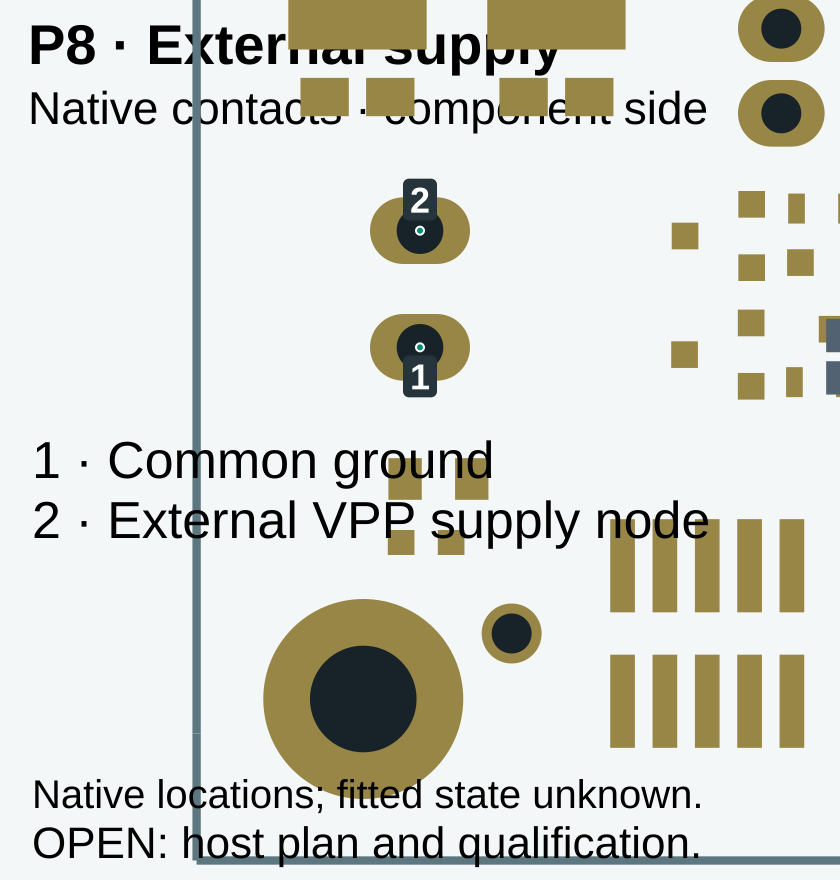 P8 · External supply
Native contacts · component side
2
1
1 · Common ground
2 · External VPP supply node
Native locations; fitted state unknown.
OPEN: host plan and qualification.